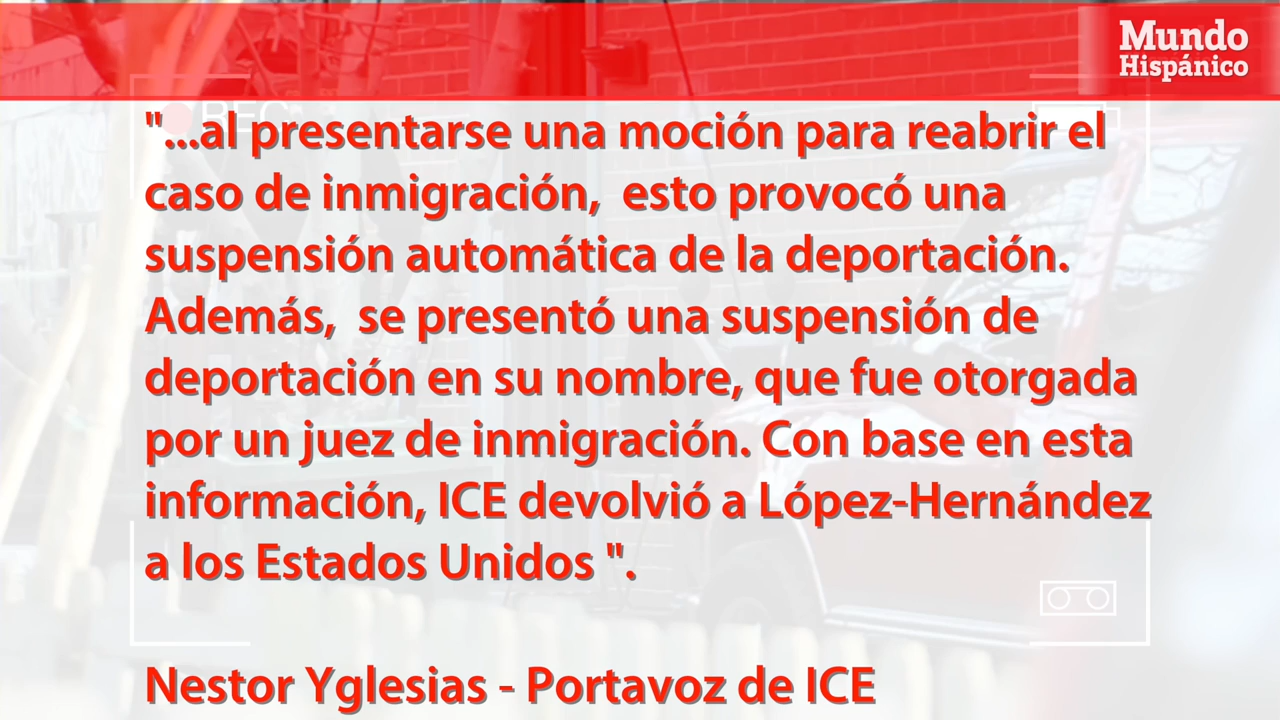 Mundo
Hispánico
REC
"...al presentarse una moción para reabrir el
caso de inmigración, esto provocó una
suspensión automática de la deportación.
Además, se presentó una suspensión de
deportación en su nombre, que fue otorgada
por un juez de inmigración. Con base en esta
información, ICE devolvió a López-Hernández
a los Estados Unidos ".
Nestor Yglesias - Portavoz de ICE